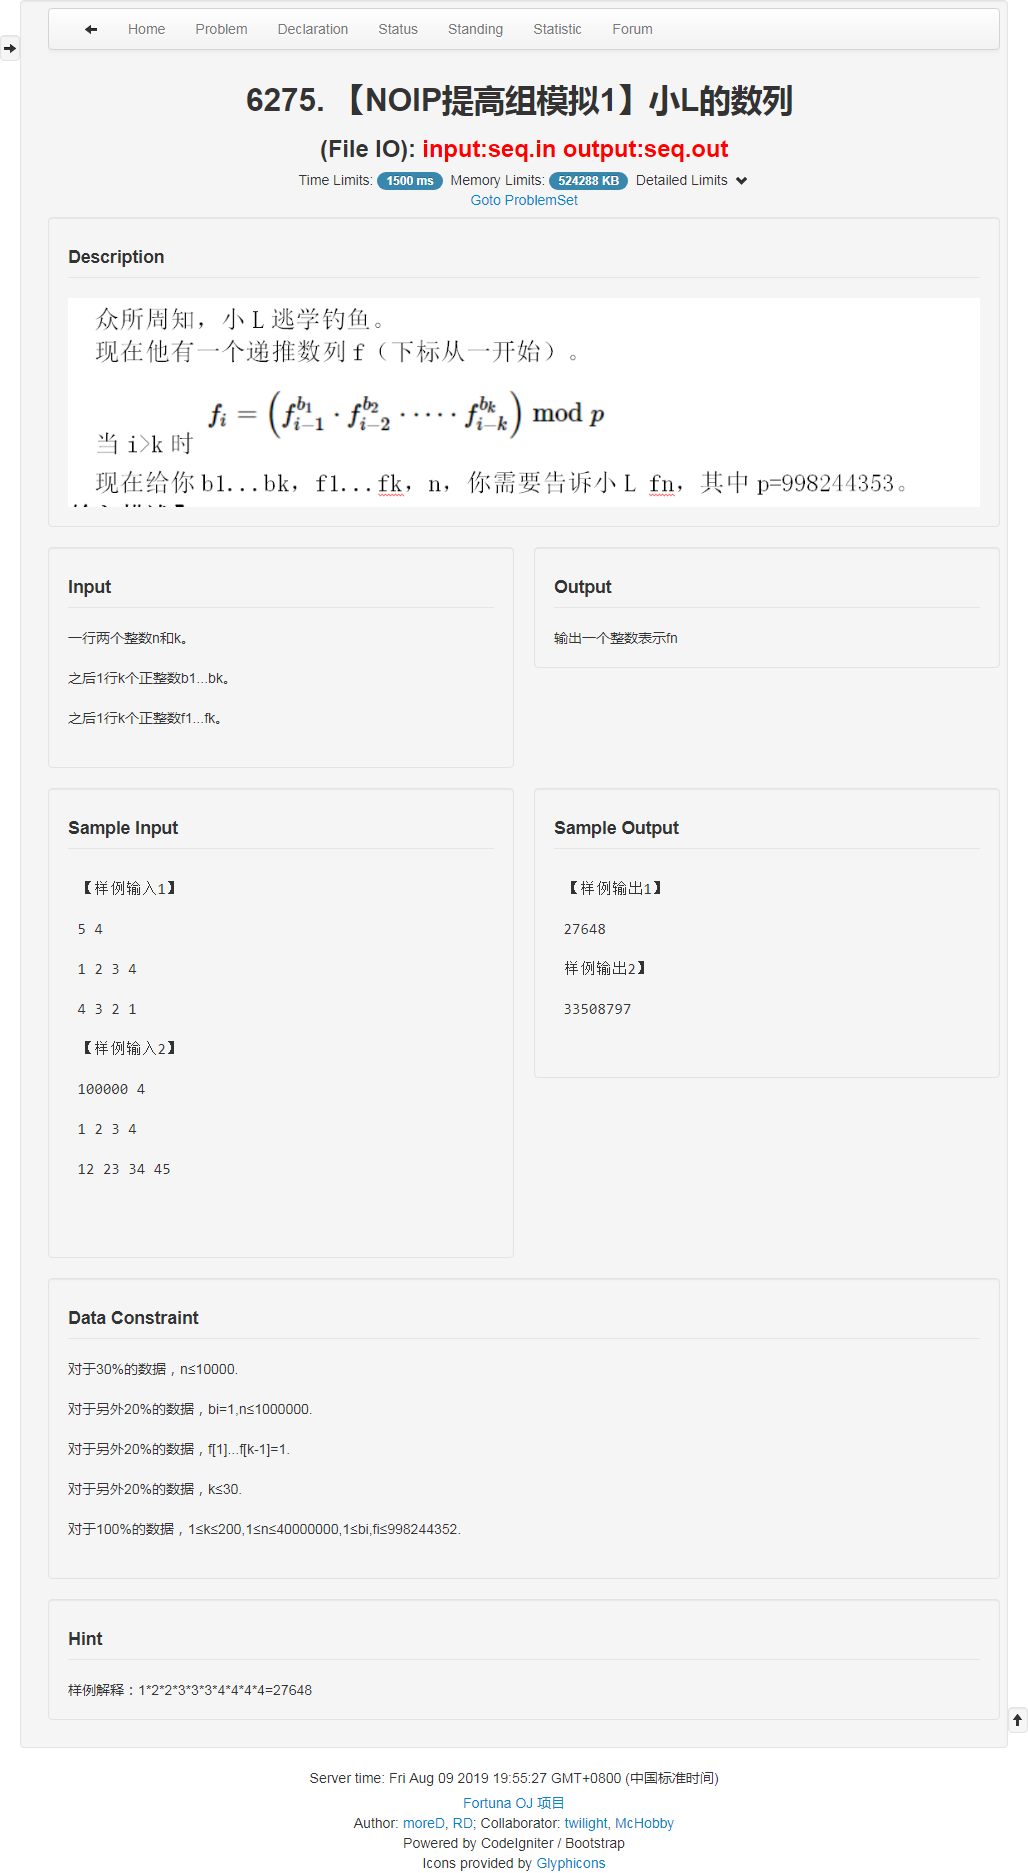 Home Problem Declaration Status Standing Statistic Forum
6275. 【NOIP提高组模拟1】小L的数列
(File IO): input:seq.in output:seq.out
Time Limits: 1500 ms Memory Limits: 524288 KB Detailed Limits
Goto ProblemSet
Description
众所周知，小 L 逃学钓鱼。
现在他有一个递推数列 f（下标从一开始）。
当 i>k 时 f_i = (f_{i-1}^{b_1} · f_{i-2}^{b_2} · ····· f_{i-k}^{b_k}) mod p
现在给你 b1...bk，f1...fk，n，你需要告诉小 L fn，其中 p=998244353。
Input
一行两个整数n和k。
之后1行k个正整数b1...bk。
之后1行k个正整数f1...fk。
Output
输出一个整数表示fn
Sample Input
【样例输入1】
5 4
1 2 3 4
4 3 2 1
【样例输入2】
100000 4
1 2 3 4
12 23 34 45
Sample Output
【样例输出1】
27648
样例输出2】
33508797
Data Constraint
对于30%的数据，n≤10000.
对于另外20%的数据，bi=1,n≤1000000.
对于另外20%的数据，f[1]...f[k-1]=1.
对于另外20%的数据，k≤30.
对于100%的数据，1≤k≤200,1≤n≤40000000,1≤bi,fi≤998244352.
Hint
样例解释：1*2*2*3*3*3*4*4*4*4=27648
Server time: Fri Aug 09 2019 19:55:27 GMT+0800 (中国标准时间)
Fortuna OJ 项目
Author: moreD, RD; Collaborator: twilight, McHobby
Powered by CodeIgniter / Bootstrap
Icons provided by Glyphicons